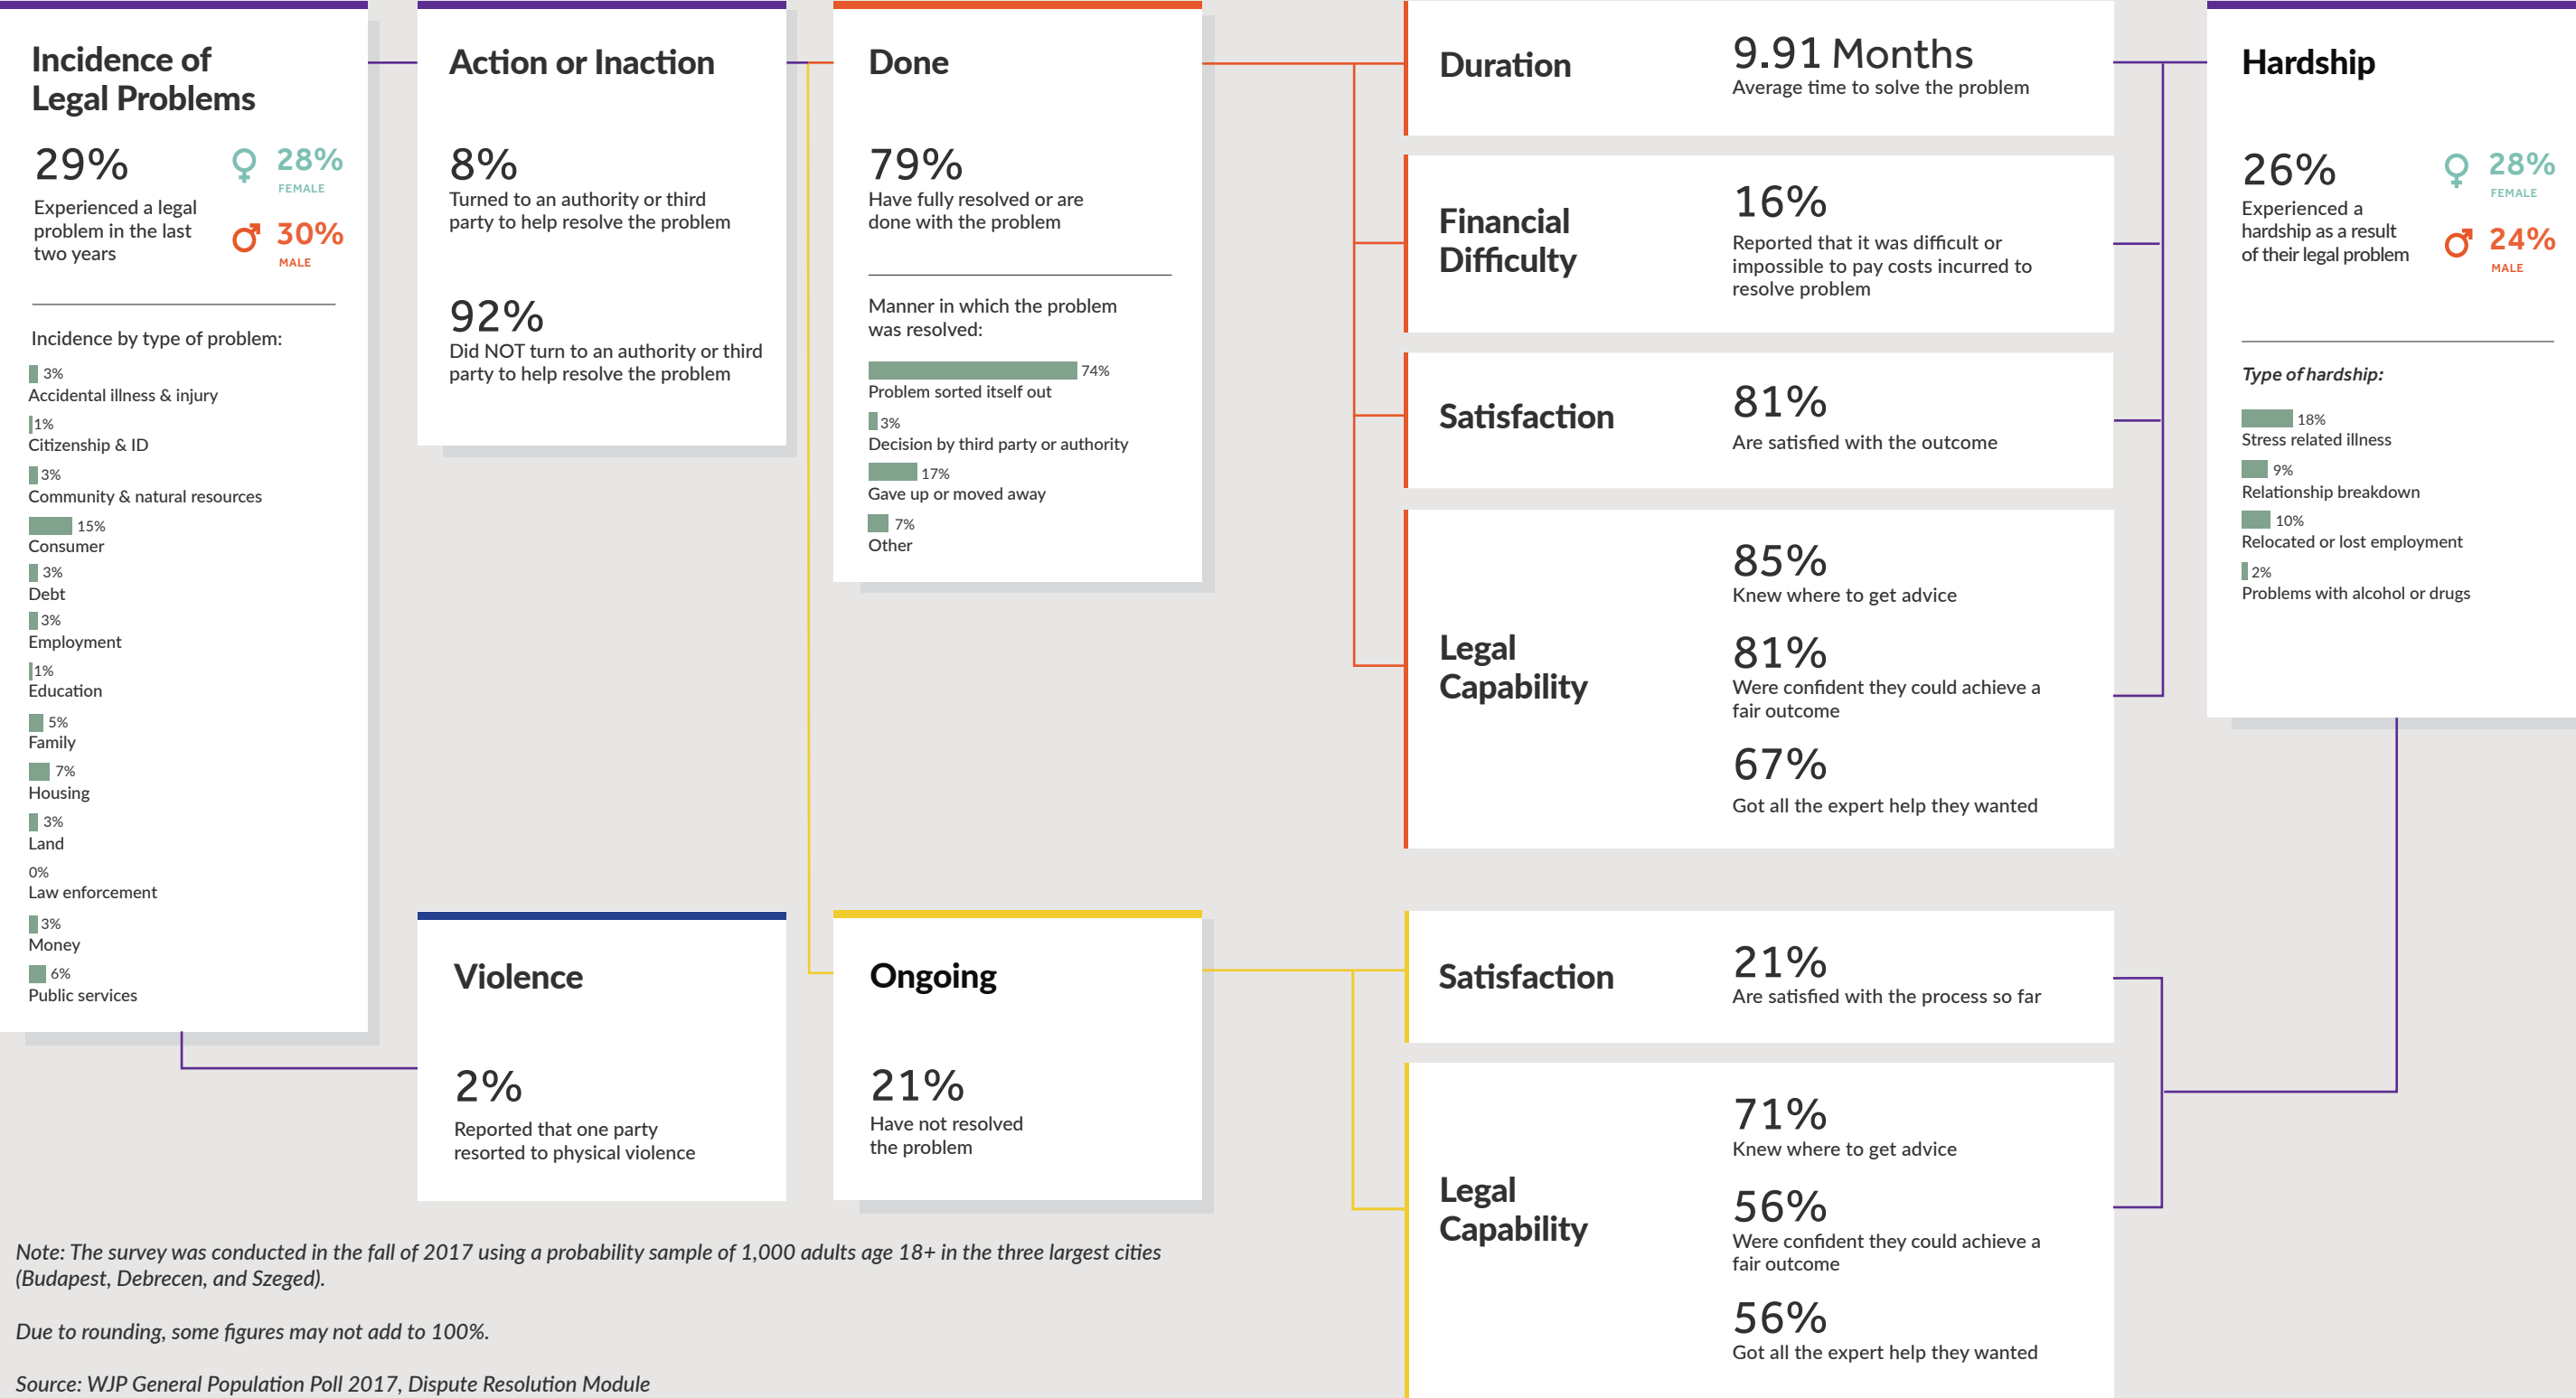 Incidence of
Legal Problems
29%
Experienced a legal
problem in the last
two years
28%
FEMALE
30%
MALE
Incidence by type of problem:
3%
Accidental illness & injury
1%
Citizenship & ID
3%
Community & natural resources
15%
Consumer
3%
Debt
3%
Employment
1%
Education
5%
Family
7%
Housing
3%
Land
0%
Law enforcement
3%
Money
6%
Public services
Action or Inaction
8%
Turned to an authority or third
party to help resolve the problem
92%
Did NOT turn to an authority or third
party to help resolve the problem
Violence
2%
Reported that one party
resorted to physical violence
Done
79%
Have fully resolved or are
done with the problem
Manner in which the problem
was resolved:
74%
Problem sorted itself out
3%
Decision by third party or authority
17%
Gave up or moved away
7%
Other
Ongoing
21%
Have not resolved
the problem
Duration
9.91 Months
Average time to solve the problem
Financial
Difficulty
16%
Reported that it was difficult or
impossible to pay costs incurred to
resolve problem
Satisfaction
81%
Are satisfied with the outcome
Legal
Capability
85%
Knew where to get advice
81%
Were confident they could achieve a
fair outcome
67%
Got all the expert help they wanted
Satisfaction
21%
Are satisfied with the process so far
Legal
Capability
71%
Knew where to get advice
56%
Were confident they could achieve a
fair outcome
56%
Got all the expert help they wanted
Hardship
26%
Experienced a
hardship as a result
of their legal problem
28%
FEMALE
24%
MALE
Type of hardship:
18%
Stress related illness
9%
Relationship breakdown
10%
Relocated or lost employment
2%
Problems with alcohol or drugs
Note: The survey was conducted in the fall of 2017 using a probability sample of 1,000 adults age 18+ in the three largest cities
(Budapest, Debrecen, and Szeged).
Due to rounding, some figures may not add to 100%.
Source: WJP General Population Poll 2017, Dispute Resolution Module